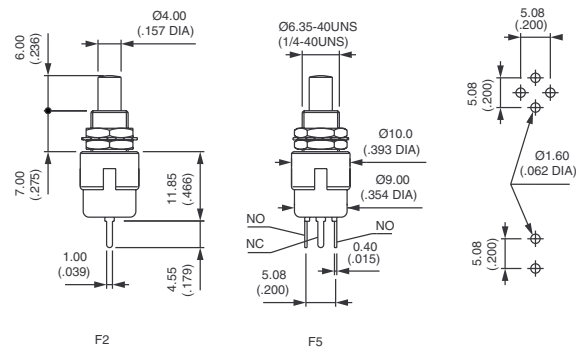 Ø4.00
(.157 DIA)
6.00
(.236)
7.00
(.275)
11.85
(.466)
1.00
(.039)
4.55
(.179)
F2
Ø6.35-40UNS
(1/4-40UNS)
Ø10.0
(.393 DIA)
Ø9.00
(.354 DIA)
NO
NC
NO
0.40
(.015)
5.08
(.200)
F5
5.08
(.200)
5.08
(.200)
Ø1.60
(.062 DIA)
5.08
(.200)